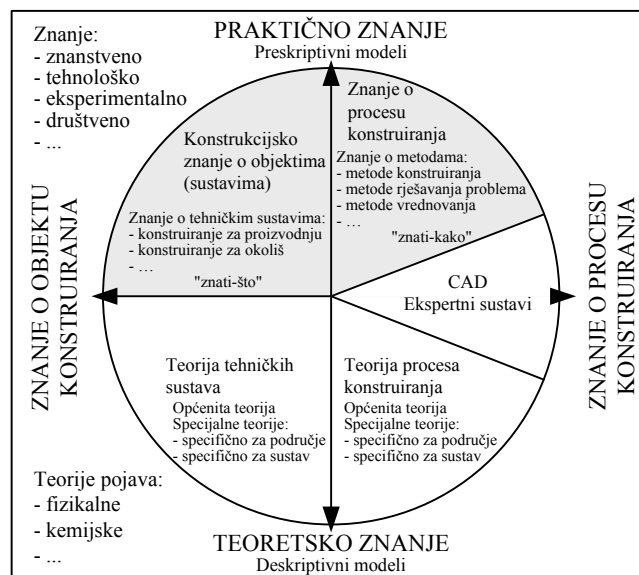 PRAKTIČNO ZNANJE
Preskriptivni modeli
Znanje:
- znanstveno
- tehnološko
- eksperimentalno
- društveno
- ...
Konstrukcijsko
znanje o objektima
(sustavima)
Znanje o tehničkim sustavima:
- konstruiranje za proizvodnju
- konstruiranje za okoliš
- …
"znati-što"
Znanje o
procesu
konstruiranja
Znanje o metodama:
- metode konstruiranja
- metode rješavanja problema
- metode vrednovanja
- …
"znati-kako"
ZNANJE O OBJEKTU
KONSTRUIRANJA
CAD
Ekspertni sustavi
ZNANJE O PROCESU
KONSTRUIRANJA
Teorija tehničkih
sustava
Općenita teorija
Specijalne teorije:
- specifično za područje
- specifično za sustav
Teorija procesa
konstruiranja
Općenita teorija
Specijalne teorije:
- specifično za područje
- specifično za sustav
Teorije pojava:
- fizikalne
- kemijske
- ...
TEORETSKO ZNANJE
Deskriptivni modeli